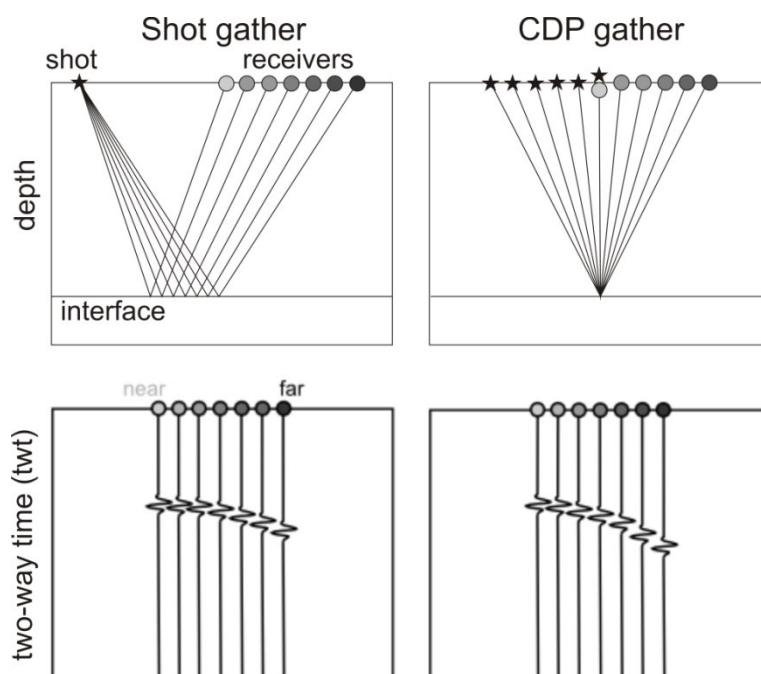 Shot gather
CDP gather
shot
receivers
depth
interface
near
far
two-way time (twt)